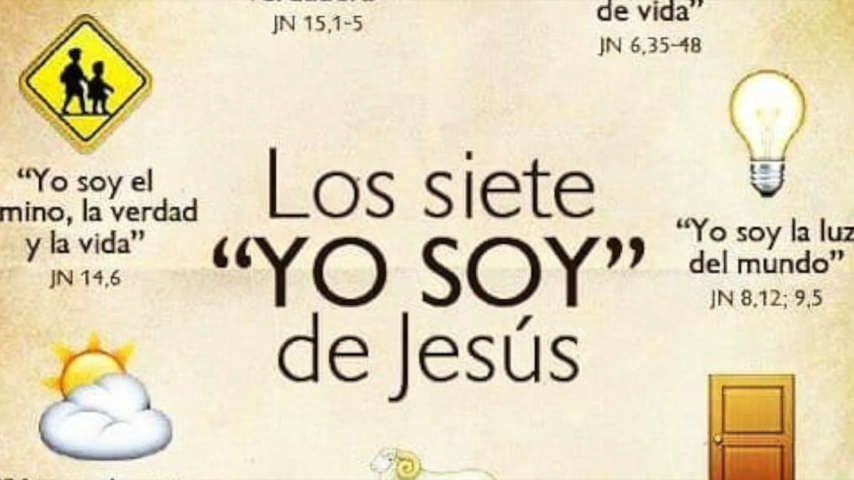 JN 15,1-5
de vida”
JN 6,35-48
“Yo soy el
mino, la verdad
y la vida”
JN 14,6
Los siete
“YO SOY”
de Jesús
“Yo soy la luz
del mundo”
JN 8,12; 9,5